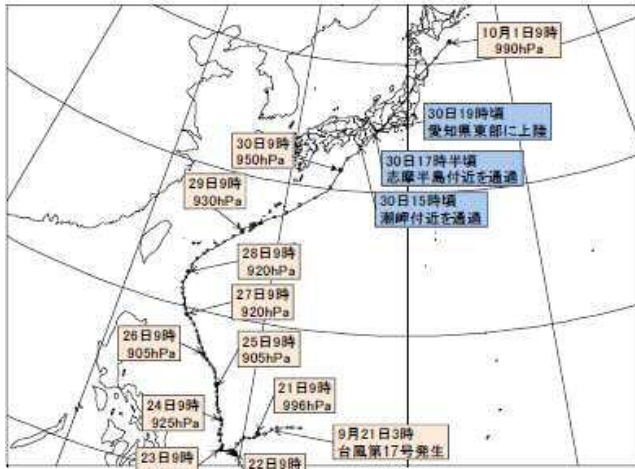 10月1日9時
990hPa
30日19時頃
愛知県東部に上陸
30日9時
950hPa
30日17時半頃
志摩半島付近を通過
29日9時
930hPa
30日15時頃
潮岬付近を通過
28日9時
920hPa
27日9時
920hPa
26日9時
905hPa
25日9時
905hPa
21日9時
996hPa
24日9時
925hPa
9月21日3時
台風第17号発生
23日9時
22日9時